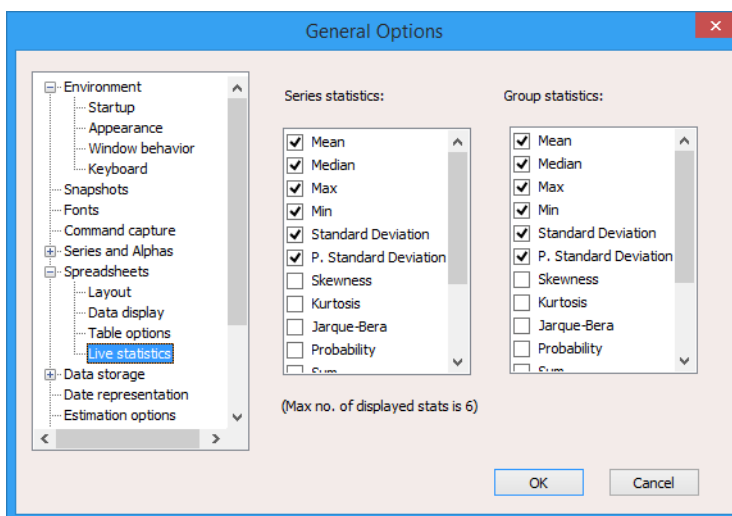 General Options
Environment
Startup
Appearance
Window behavior
Keyboard
Snapshots
Fonts
Command capture
Series and Alphas
Spreadsheets
Layout
Data display
Table options
Live statistics
Data storage
Date representation
Estimation options
Series statistics:
Mean
Median
Max
Min
Standard Deviation
P. Standard Deviation
Skewness
Kurtosis
Jarque-Bera
Probability
Sum
Group statistics:
Mean
Median
Max
Min
Standard Deviation
P. Standard Deviation
Skewness
Kurtosis
Jarque-Bera
Probability
Sum
(Max no. of displayed stats is 6)
OK
Cancel